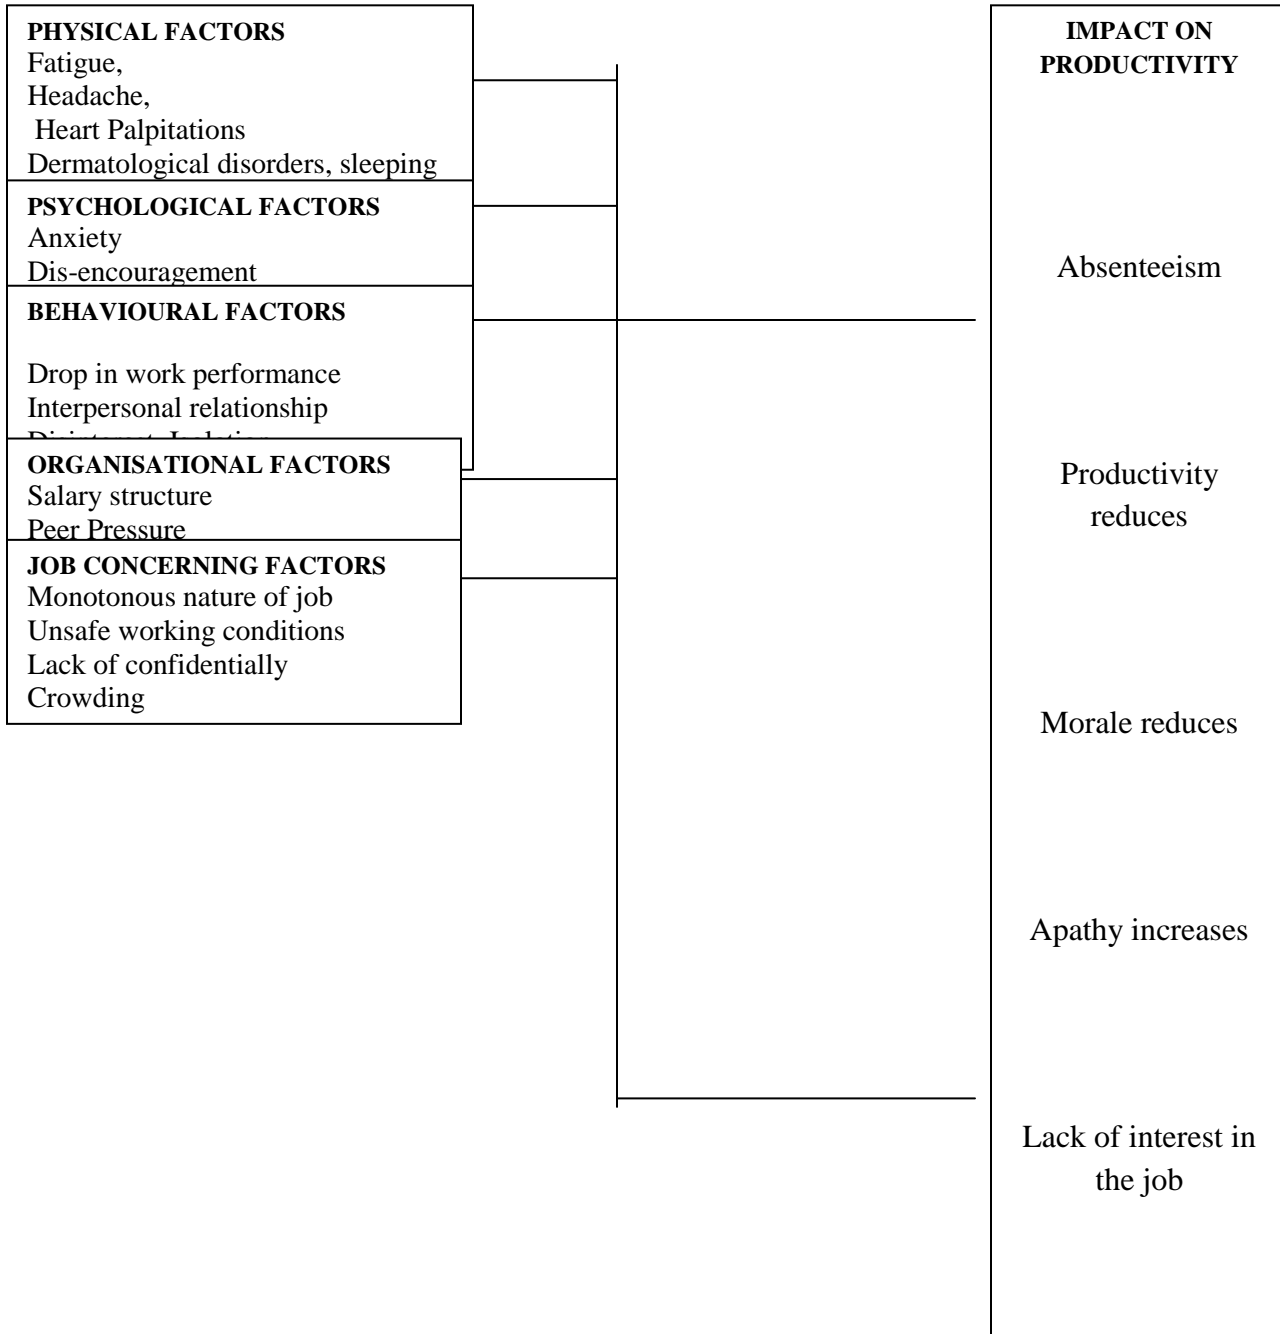 PHYSICAL FACTORS
Fatigue,
Headache,
Heart Palpitations
Dermatological disorders, sleeping
PSYCHOLOGICAL FACTORS
Anxiety
Dis-encouragement
BEHAVIOURAL FACTORS
Drop in work performance
Interpersonal relationship
ORGANISATIONAL FACTORS
Salary structure
Peer Pressure
JOB CONCERNING FACTORS
Monotonous nature of job
Unsafe working conditions
Lack of confidentially
Crowding
IMPACT ON
PRODUCTIVITY
Absenteeism
Productivity
reduces
Morale reduces
Apathy increases
Lack of interest in
the job